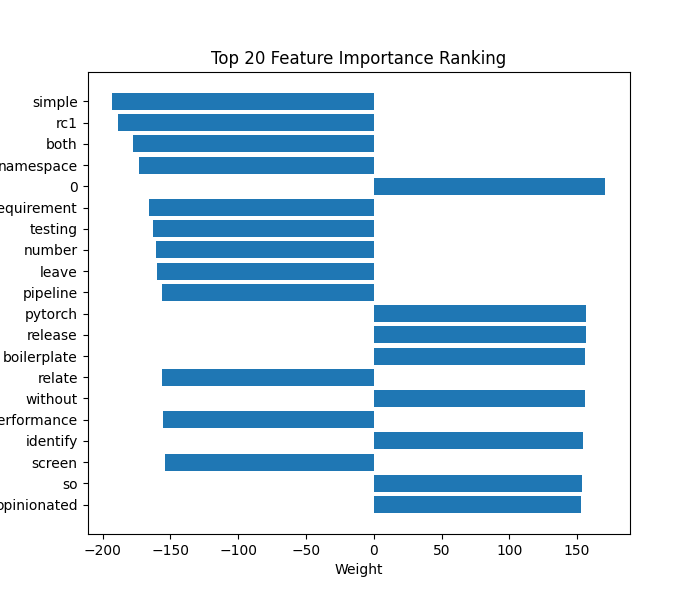 Top 20 Feature Importance Ranking
simple
rc1
both
namespace
0
equirement
testing
number
leave
pipeline
pytorch
release
boilerplate
relate
without
erformance
identify
screen
so
opinionated
−200 −150 −100 −50 0 50 100 150
Weight